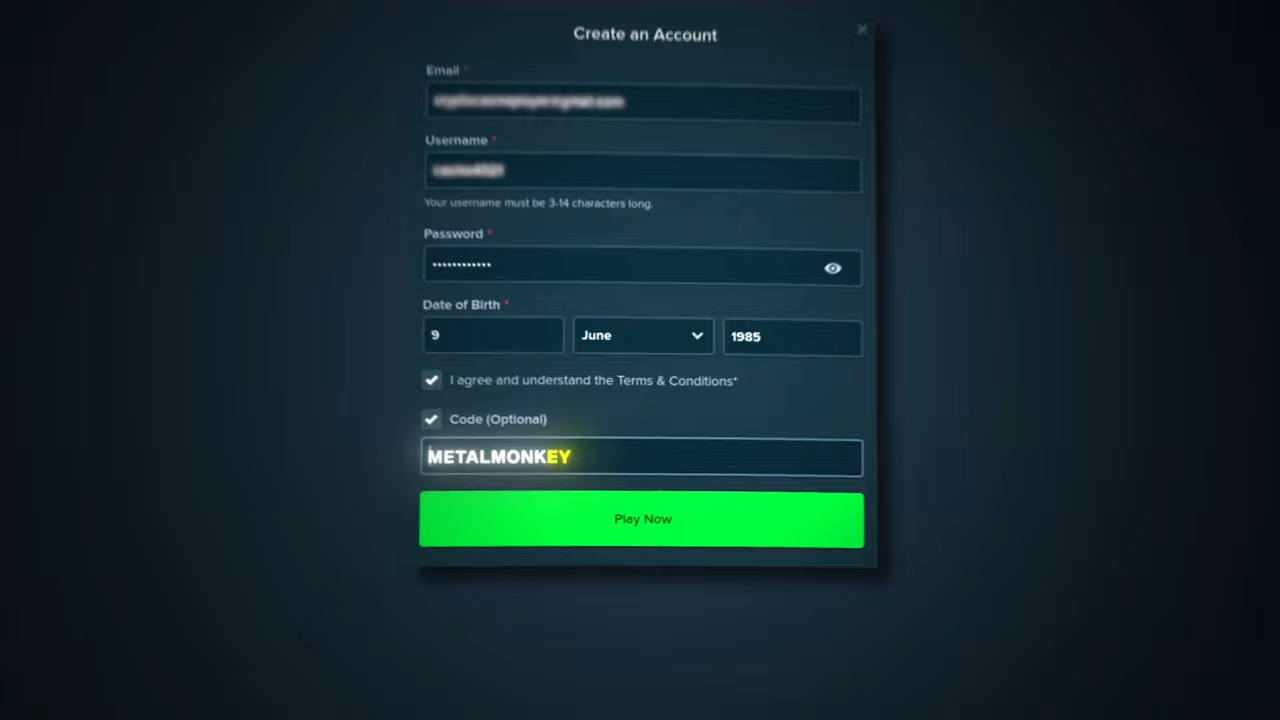 Create an Account
Email *
Username *
Your username must be 3-14 characters long.
Password *
••••••••••••
Date of Birth *
9 June 1985
I agree and understand the Terms & Conditions*
Code (Optional)
METALMONKEY
Play Now